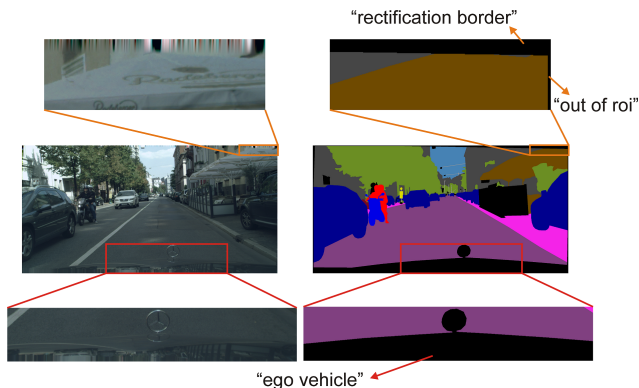 “rectification border”
“out of roi”
“ego vehicle”